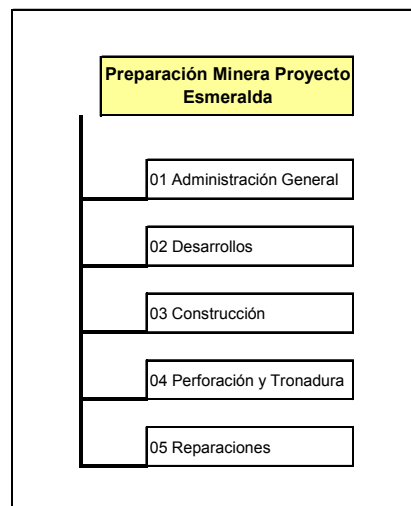 Preparación Minera Proyecto
Esmeralda
01 Administración General
02 Desarrollos
03 Construcción
04 Perforación y Tronadura
05 Reparaciones